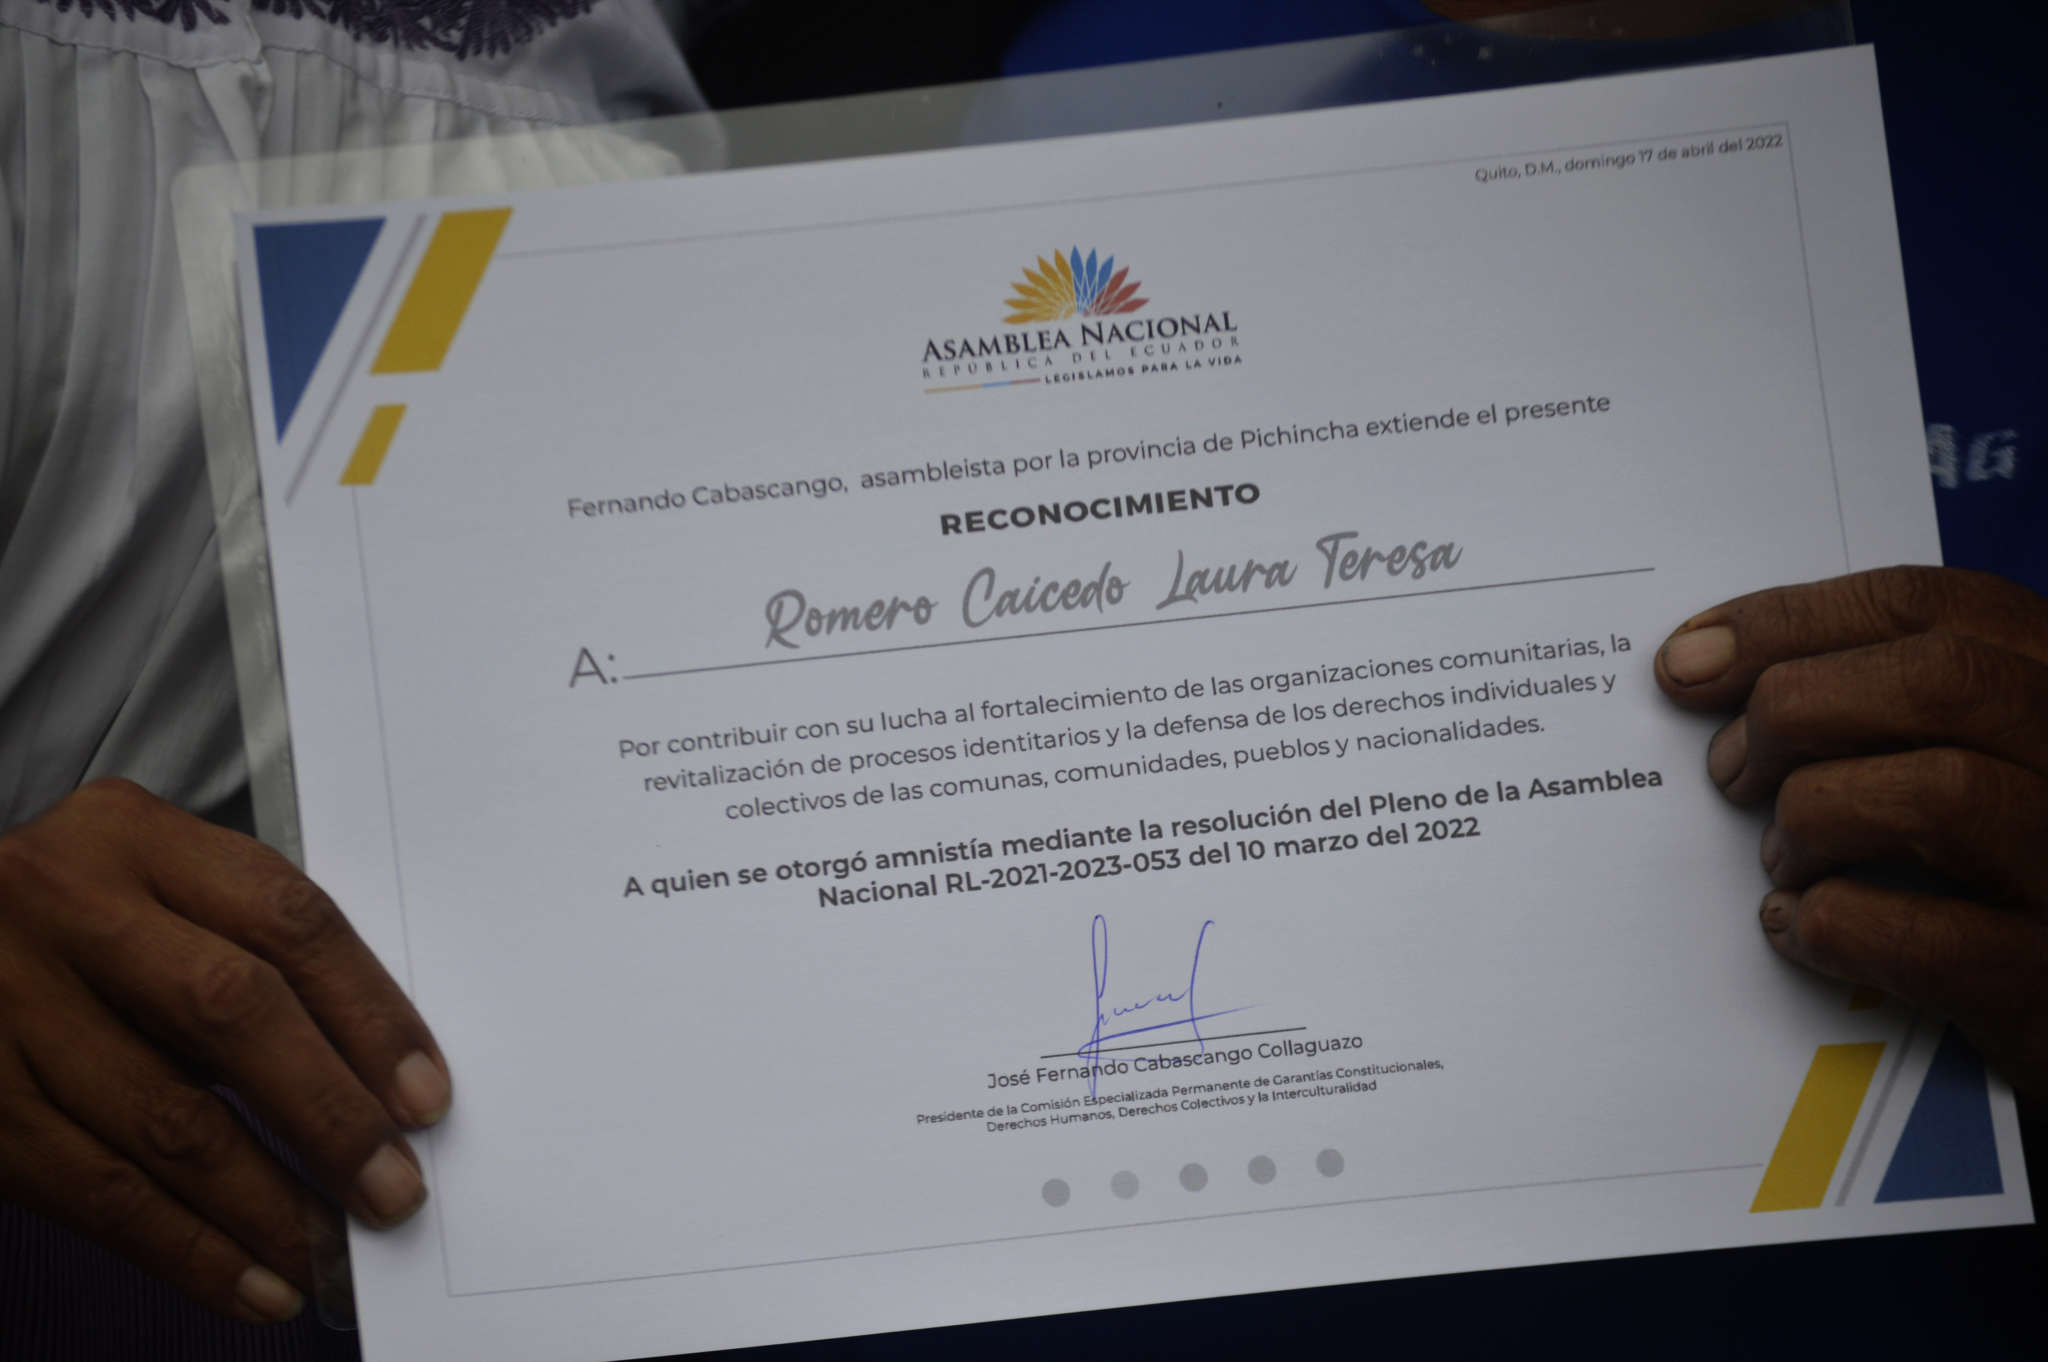 Quito, D.M., domingo 17 de abril del 2022
ASAMBLEA NACIONAL
REPÚBLICA DEL ECUADOR
LEGISLAMOS PARA LA VIDA
Fernando Cabascango, asambleista por la provincia de Pichincha extiende el presente
RECONOCIMIENTO
A: Romero Caicedo Laura Teresa
Por contribuir con su lucha al fortalecimiento de las organizaciones comunitarias, la
revitalización de procesos identitarios y la defensa de los derechos individuales y
colectivos de las comunas, comunidades, pueblos y nacionalidades.
A quien se otorgó amnistía mediante la resolución del Pleno de la Asamblea
Nacional RL-2021-2023-053 del 10 marzo del 2022
José Fernando Cabascango Collaguazo
Presidente de la Comisión Especializada Permanente de Garantías Constitucionales,
Derechos Humanos, Derechos Colectivos y la Interculturalidad